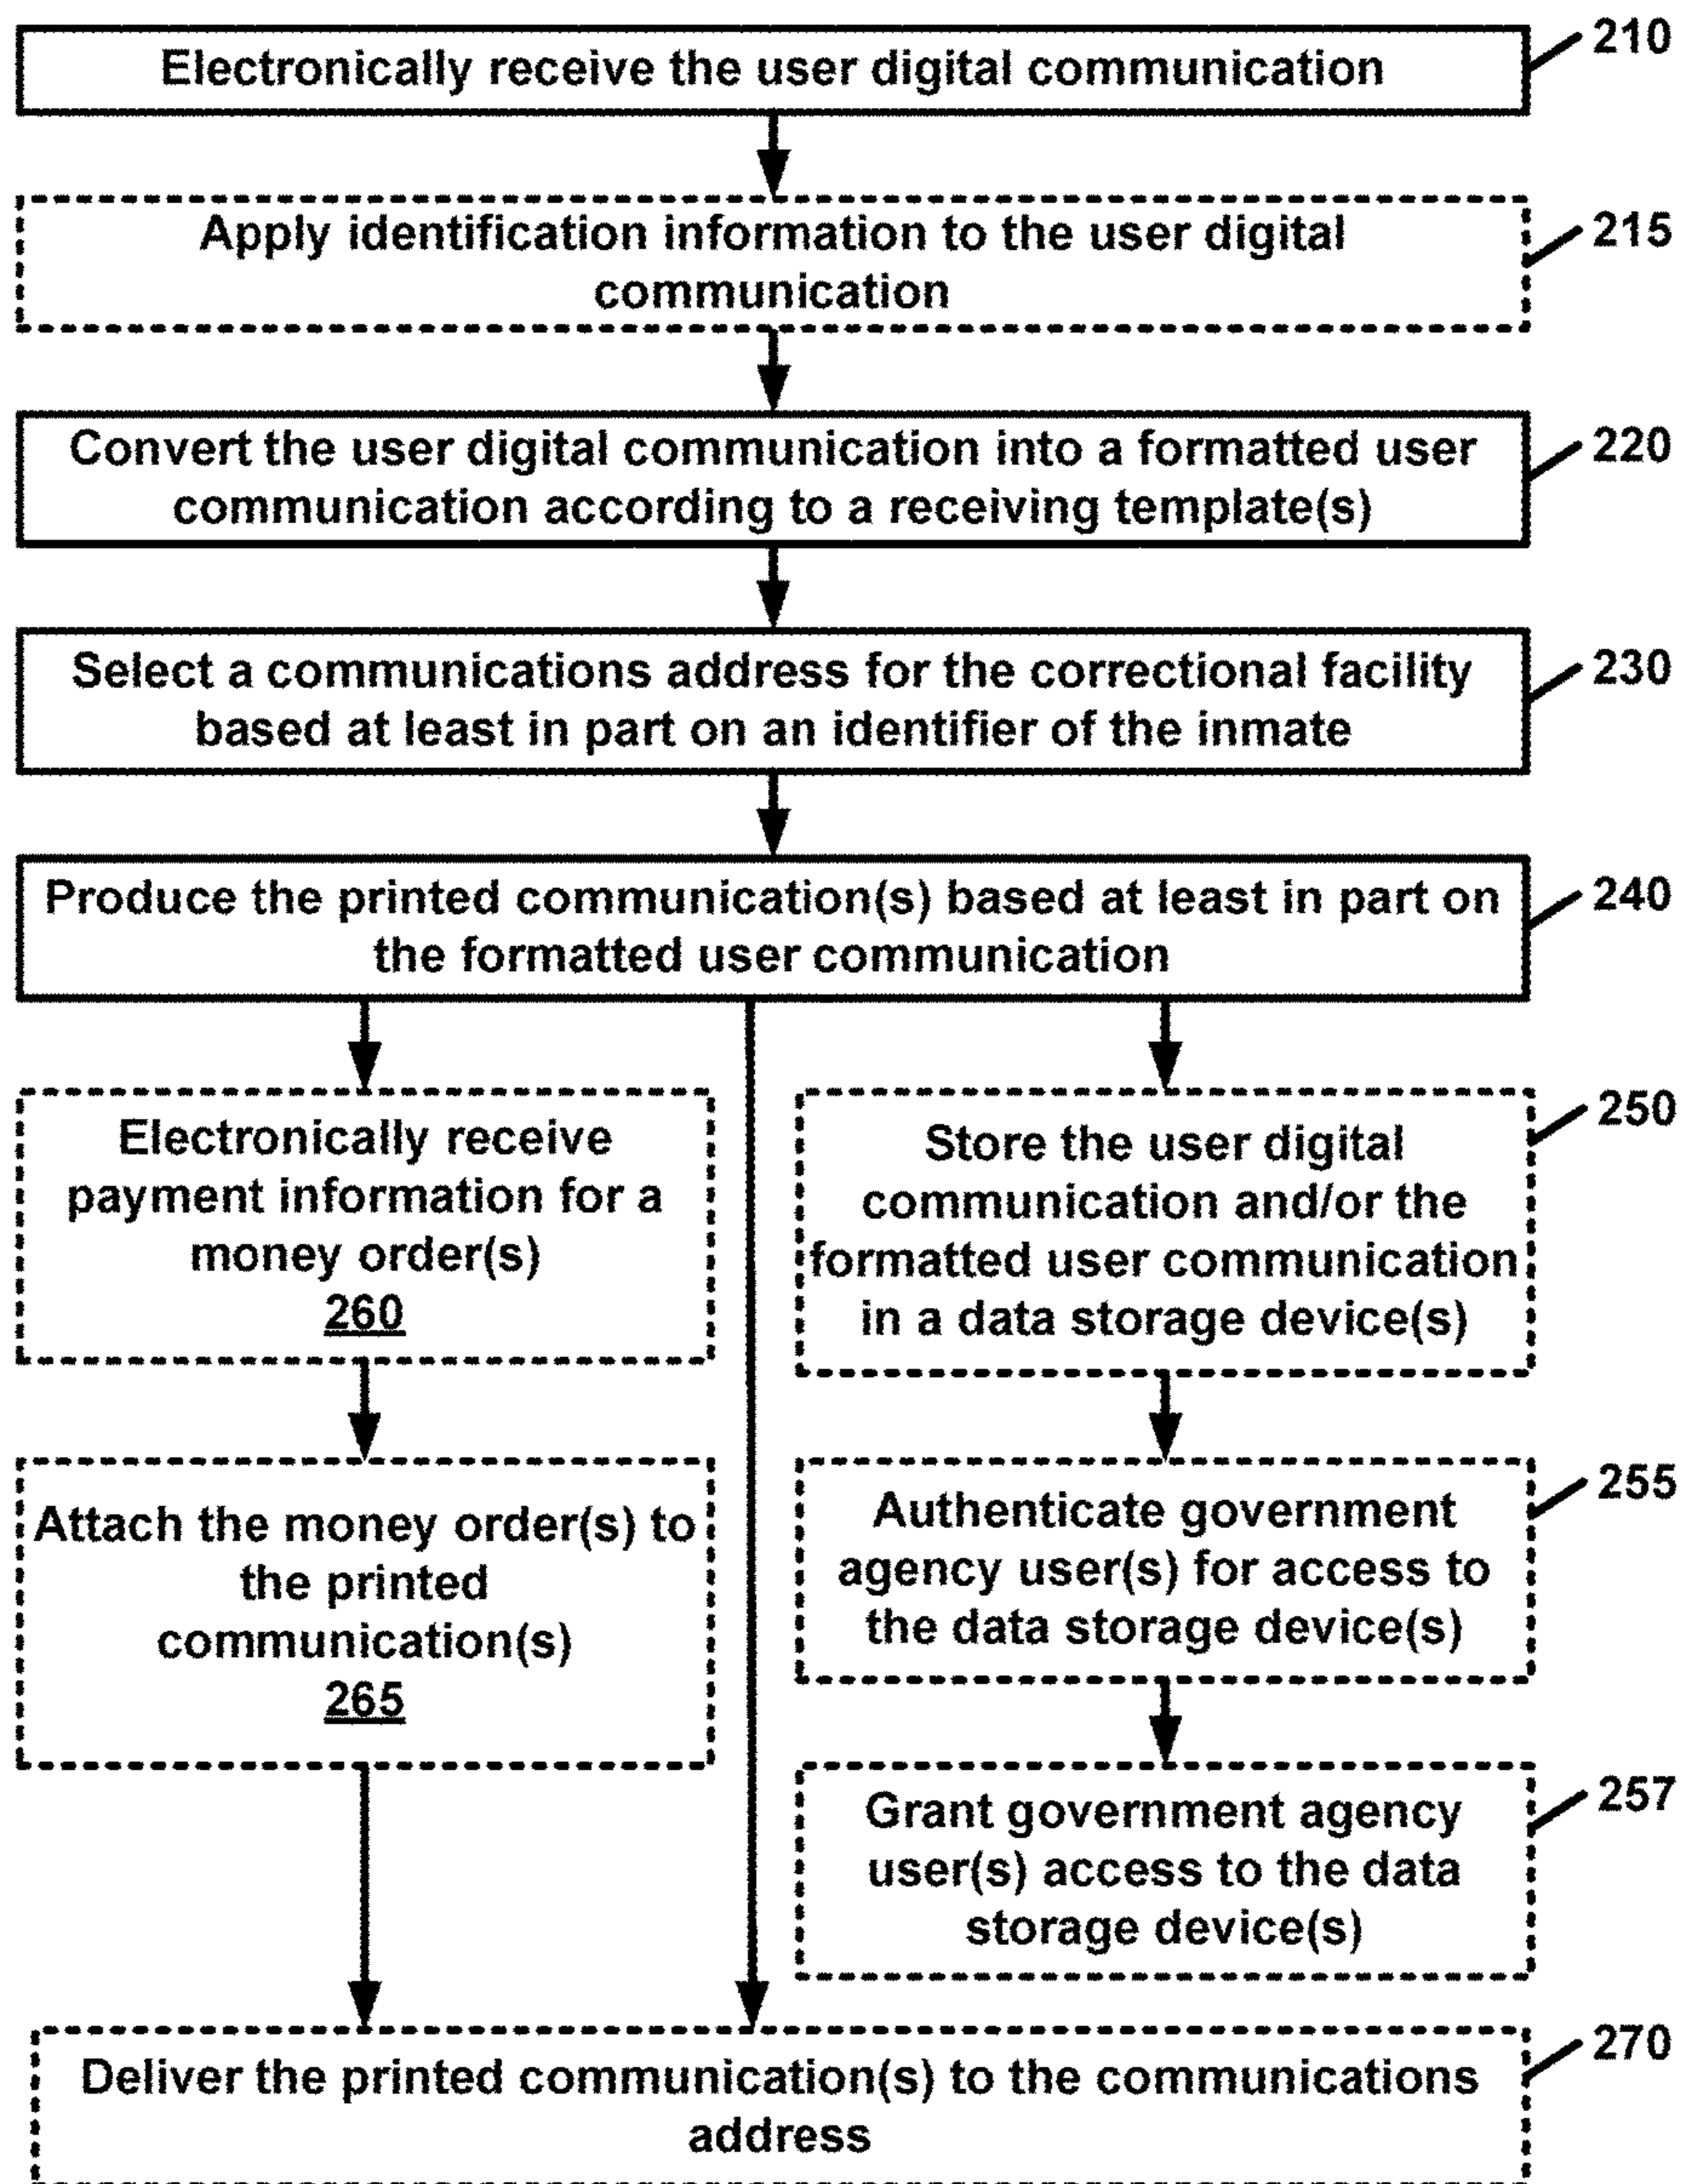 Electronically receive the user digital communication
210
Apply identification information to the user digital
communication
215
Convert the user digital communication into a formatted user
communication according to a receiving template(s)
220
Select a communications address for the correctional facility
based at least in part on an identifier of the inmate
230
Produce the printed communication(s) based at least in part on
the formatted user communication
240
Electronically receive
payment information for a
money order(s)
260
Attach the money order(s) to
the printed
communication(s)
265
Store the user digital
communication and/or the
formatted user communication
in a data storage device(s)
250
Authenticate government
agency user(s) for access to
the data storage device(s)
255
Grant government agency
user(s) access to the data
storage device(s)
257
Deliver the printed communication(s) to the communications
address
270